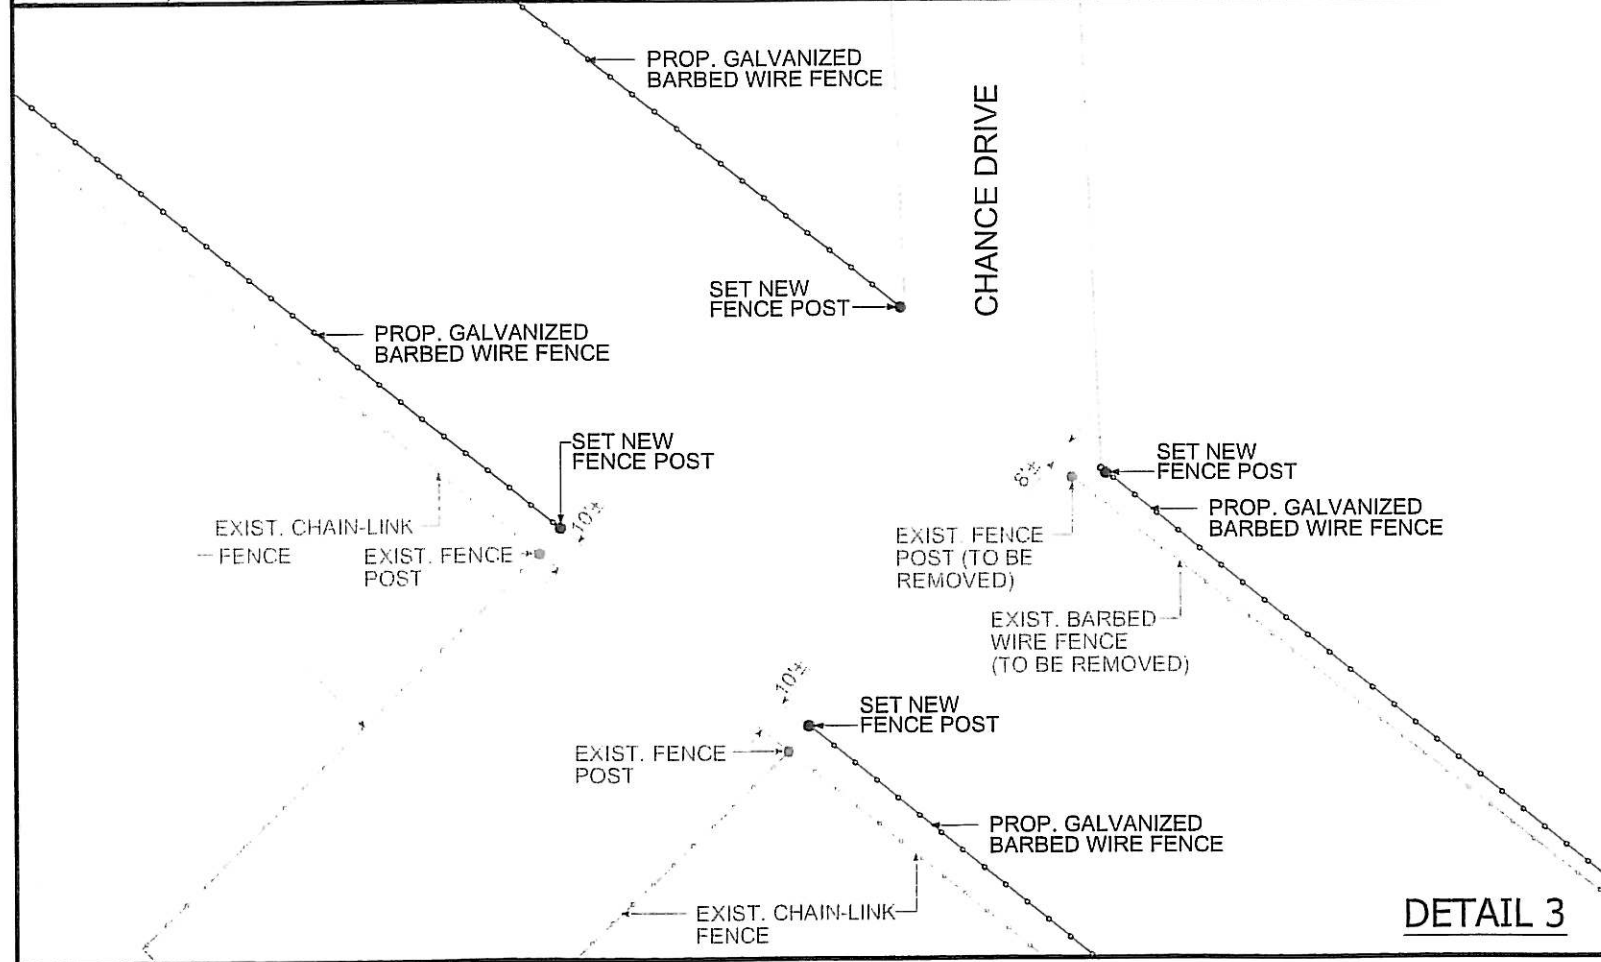 PROP. GALVANIZED
BARBED WIRE FENCE
CHANCE DRIVE
SET NEW
FENCE POST
PROP. GALVANIZED
BARBED WIRE FENCE
SET NEW
FENCE POST
10'±
EXIST. CHAIN-LINK
FENCE
EXIST. FENCE
POST
8'±
SET NEW
FENCE POST
PROP. GALVANIZED
BARBED WIRE FENCE
EXIST. FENCE
POST (TO BE
REMOVED)
EXIST. BARBED
WIRE FENCE
(TO BE REMOVED)
10'±
SET NEW
FENCE POST
EXIST. FENCE
POST
PROP. GALVANIZED
BARBED WIRE FENCE
EXIST. CHAIN-LINK
FENCE
DETAIL 3